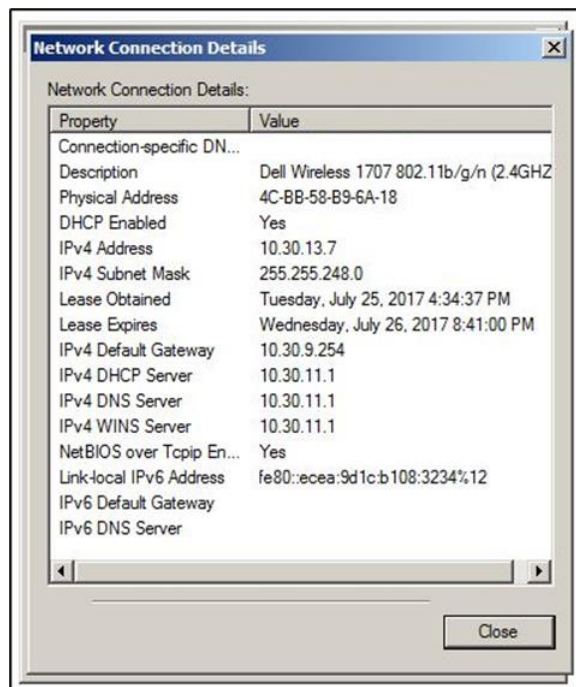 Network Connection Details
Network Connection Details:
Property Value
Connection-specific DN...
Description Dell Wireless 1707 802.11b/g/n (2.4GHZ
Physical Address 4C-BB-58-B9-6A-18
DHCP Enabled Yes
IPv4 Address 10.30.13.7
IPv4 Subnet Mask 255.255.248.0
Lease Obtained Tuesday, July 25, 2017 4:34:37 PM
Lease Expires Wednesday, July 26, 2017 8:41:00 PM
IPv4 Default Gateway 10.30.9.254
IPv4 DHCP Server 10.30.11.1
IPv4 DNS Server 10.30.11.1
IPv4 WINS Server 10.30.11.1
NetBIOS over Tcpip En... Yes
Link-local IPv6 Address fe80::ecea:9d1c:b108:3234%12
IPv6 Default Gateway
IPv6 DNS Server
Close